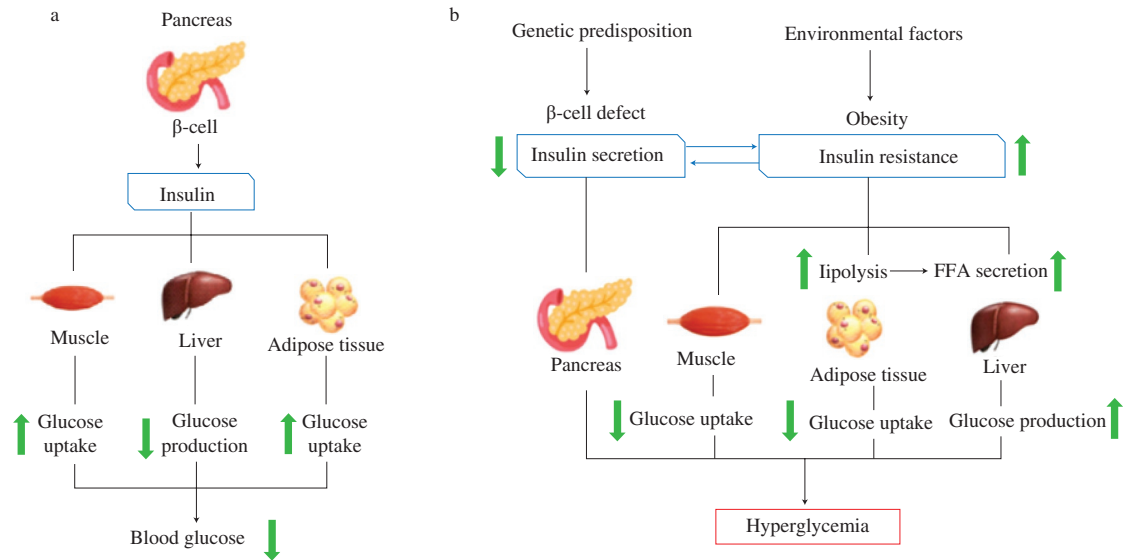 a
Pancreas
β-cell
Insulin
Muscle
Liver
Adipose tissue
Glucose
uptake
Glucose
production
Glucose
uptake
Blood glucose
b
Genetic predisposition
Environmental factors
β-cell defect
Obesity
Insulin secretion
Insulin resistance
Iipolysis
FFA secretion
Pancreas
Muscle
Adipose tissue
Liver
Glucose uptake
Glucose uptake
Glucose production
Hyperglycemia